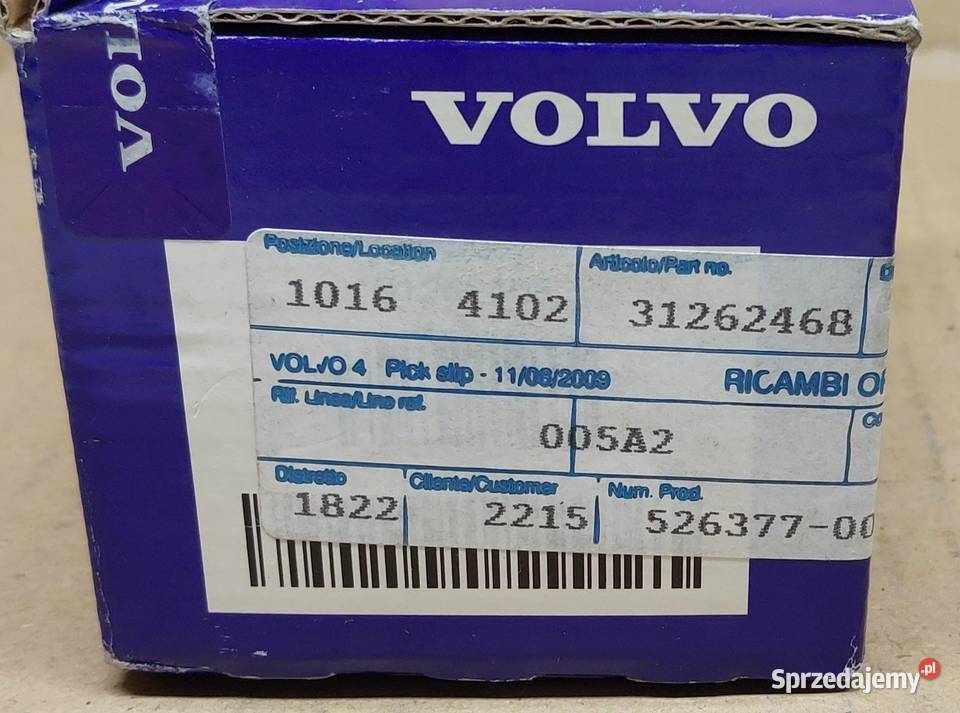 VOLVO
VOLV
Posizione/Location
1016 4102
Articolo/Part no.
31262468
VOLVO 4 Pick slip - 11/06/2009
RICAMBI OR
Rif. Linea/Line ref.
005A2
Distretto
1822
Cliente/Customer
2215
Num. Prod.
526377-00
Sprzedajemy.pl